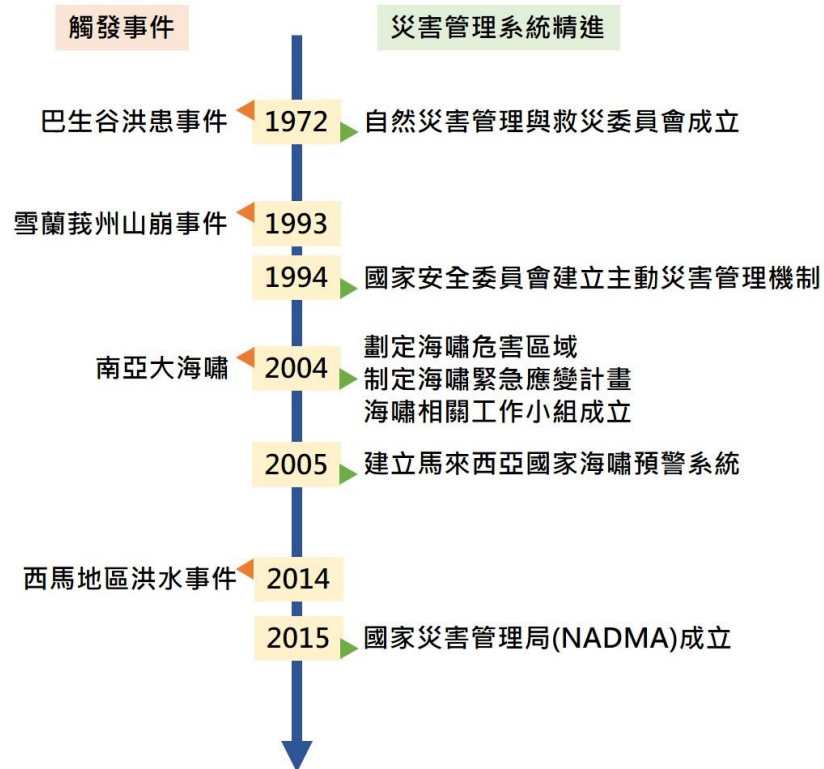 觸發事件
災害管理系統精進
巴生谷洪患事件
1972
自然災害管理與救災委員會成立
雪蘭莪州山崩事件
1993
1994
國家安全委員會建立主動災害管理機制
南亞大海嘯
2004
劃定海嘯危害區域
制定海嘯緊急應變計畫
海嘯相關工作小組成立
2005
建立馬來西亞國家海嘯預警系統
西馬地區洪水事件
2014
2015
國家災害管理局(NADMA)成立